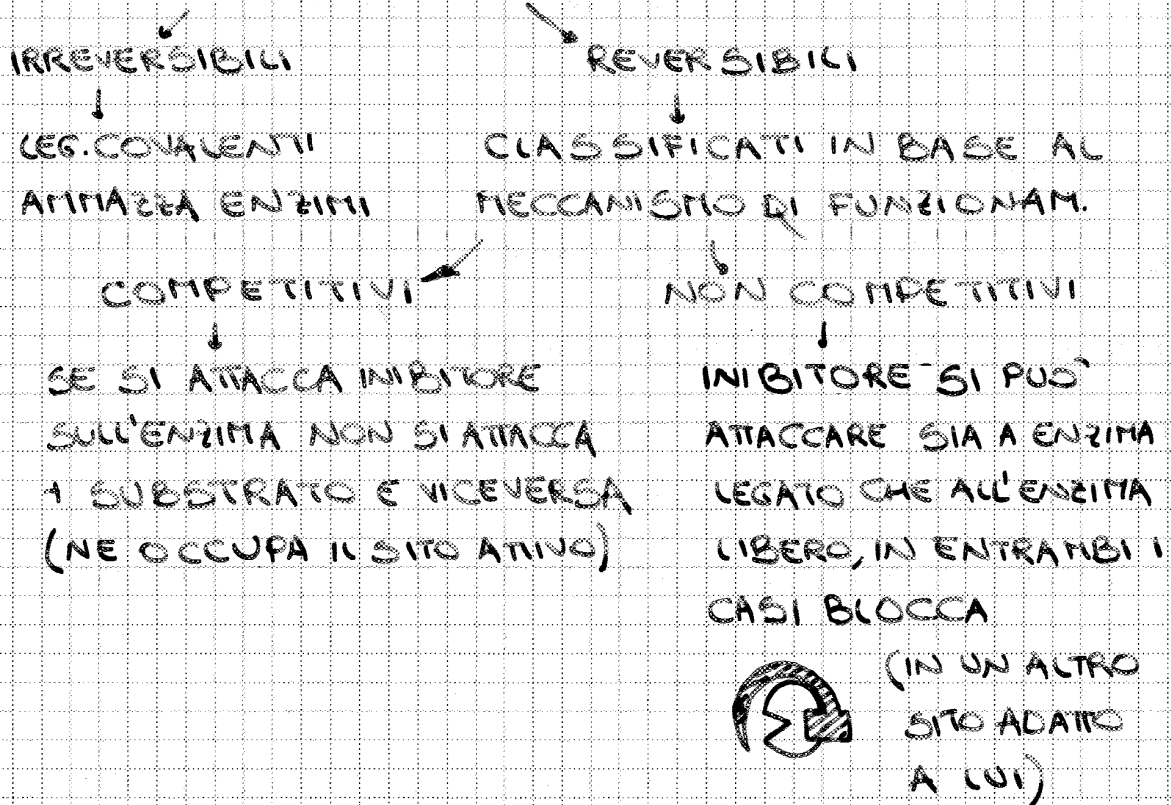 IRREVERSIBILI
REVERSIBILI
LEG. COVALENTI
AMMAZZA ENZIMI
CLASSIFICATI IN BASE AL
MECCANISMO DI FUNZIONAM.
COMPETITIVI
NON COMPETITIVI
SE SI ATTACCA INIBITORE
SULL'ENZIMA NON SI ATTACCA
1 SUBSTRATO E VICEVERSA
(NE OCCUPA IL SITO ATTIVO)
INIBITORE SI PUO'
ATTACCARE SIA A ENZIMA
LEGATO CHE ALL'ENZIMA
LIBERO, IN ENTRAMBI I
CASI BLOCCA
(IN UN ALTRO
SITO ADATTO
A LUI)